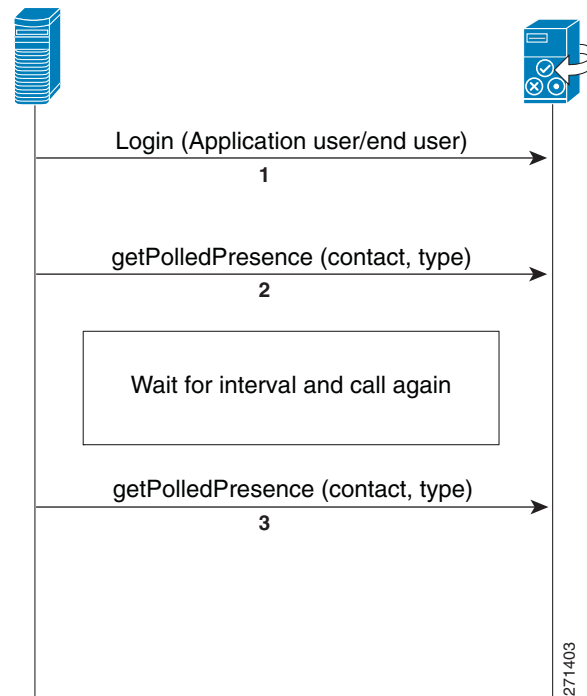 Login (Application user/end user)
1
getPolledPresence (contact, type)
2
Wait for interval and call again
getPolledPresence (contact, type)
3
271403